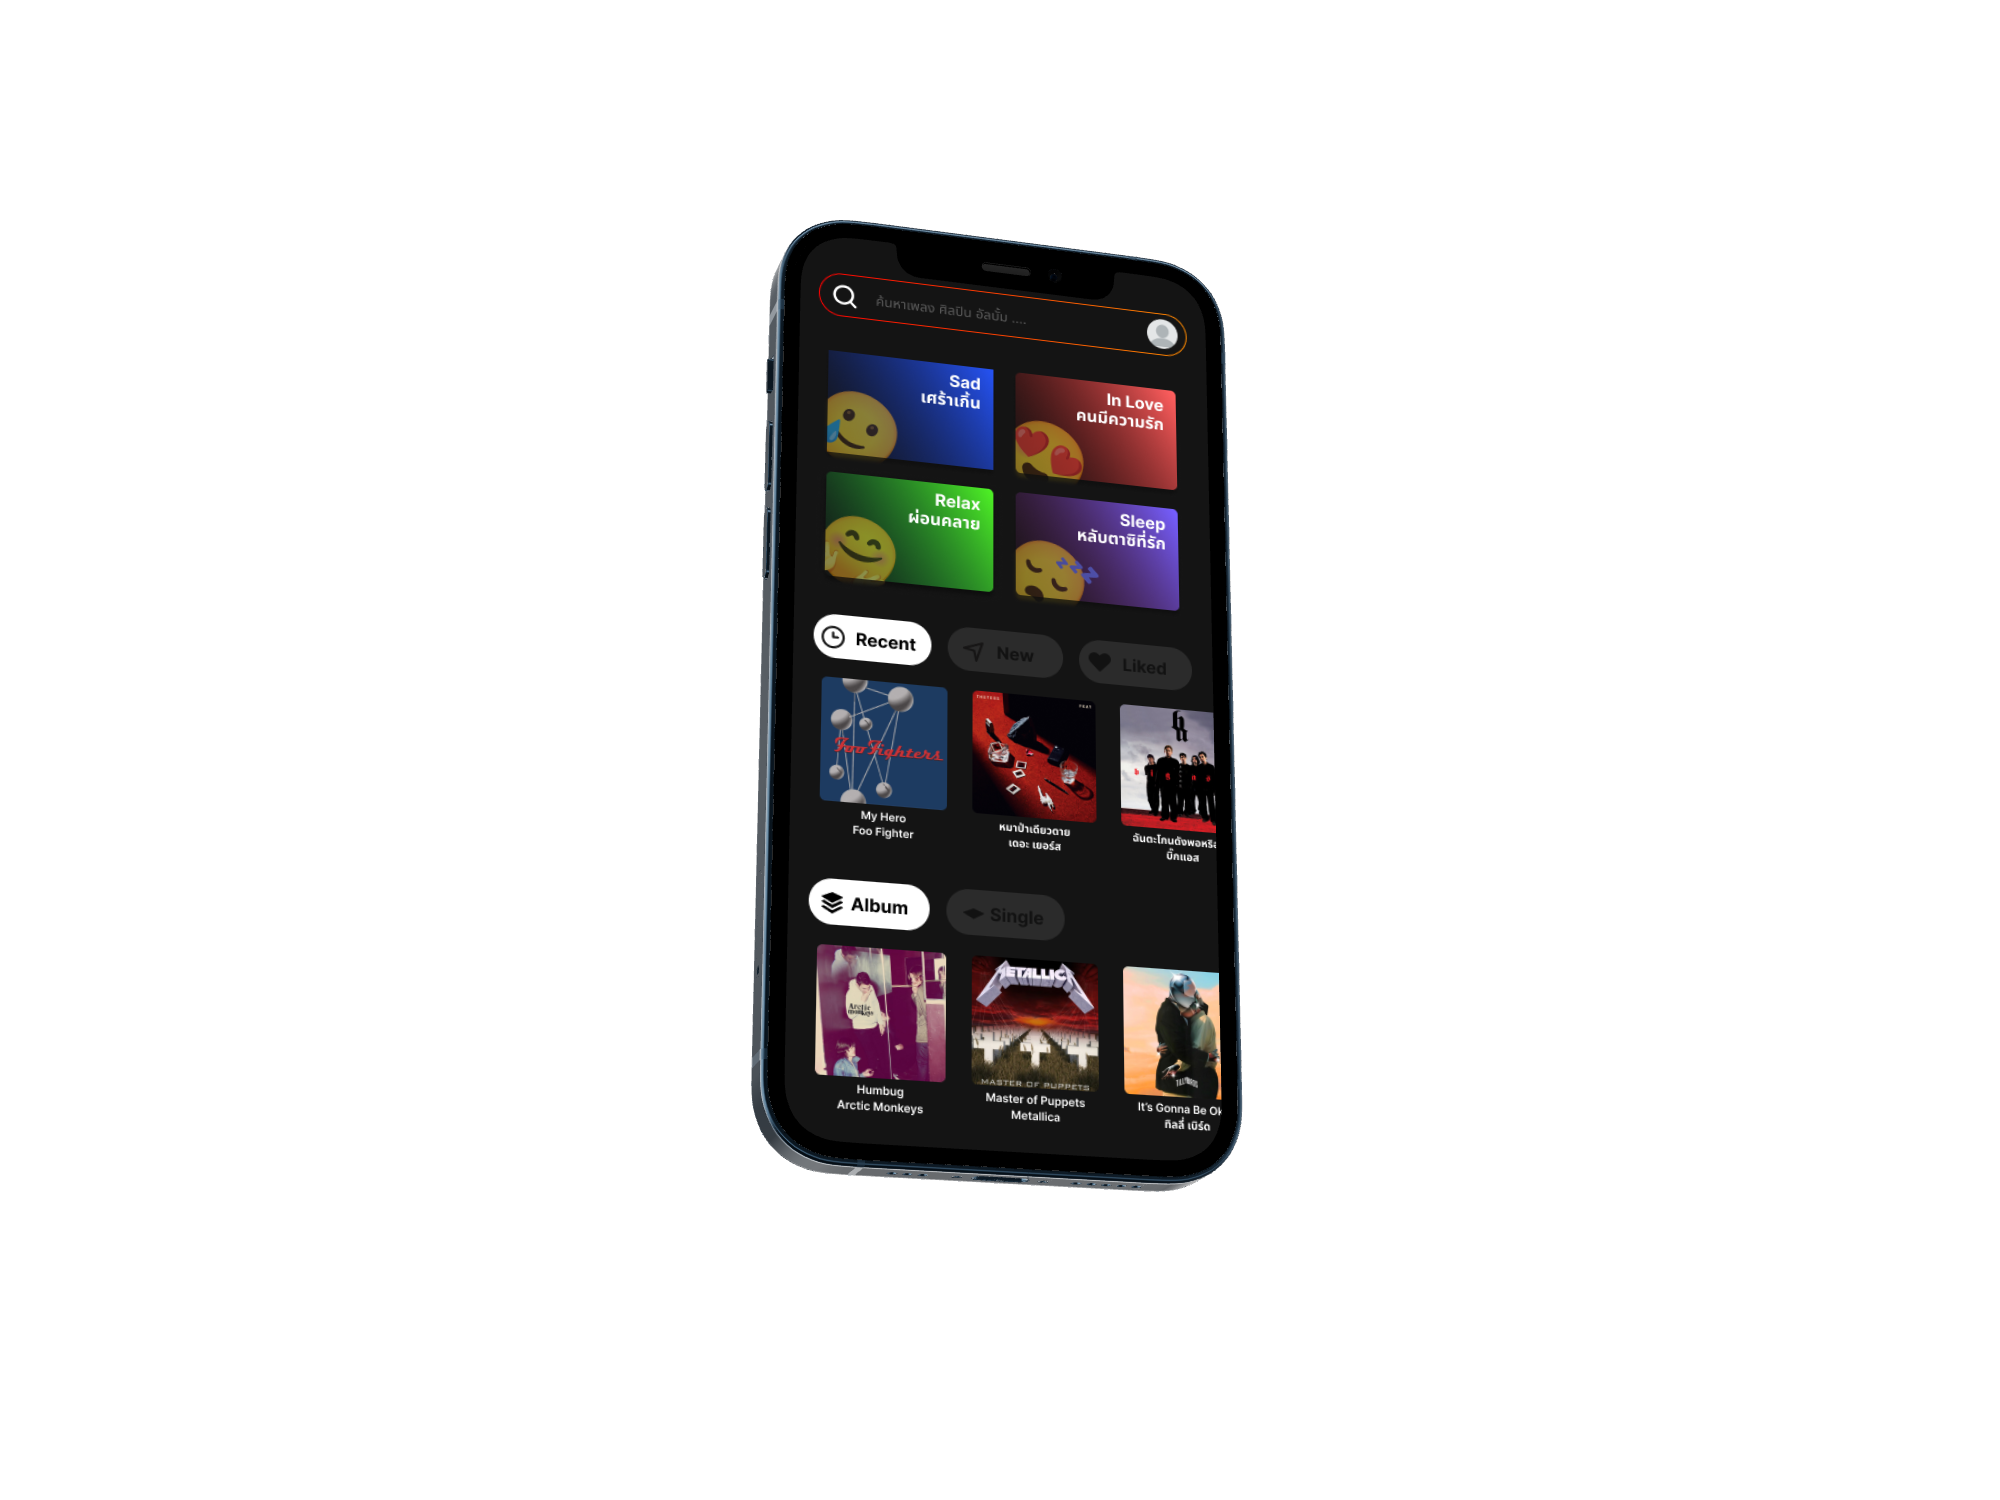 ค้นหาเพลง ศิลปิน อัลบั้ม ....
Sad
เศร้าเกิ้น
In Love
คนมีความรัก
Relax
ผ่อนคลาย
Sleep
หลับตาซิที่รัก
Recent
New
Liked
Foo Fighters
My Hero
Foo Fighter
หมาป่าเดียวดาย
เดอะ เยอร์ส
ฉันตะโกนดังพอหรือ
บิ๊กแอส
Album
Single
Arctic
monkeys
Humbug
Arctic Monkeys
METALLICA
MASTER OF PUPPETS
Master of Puppets
Metallica
It's Gonna Be Ok
ทิลลี่ เบิร์ด